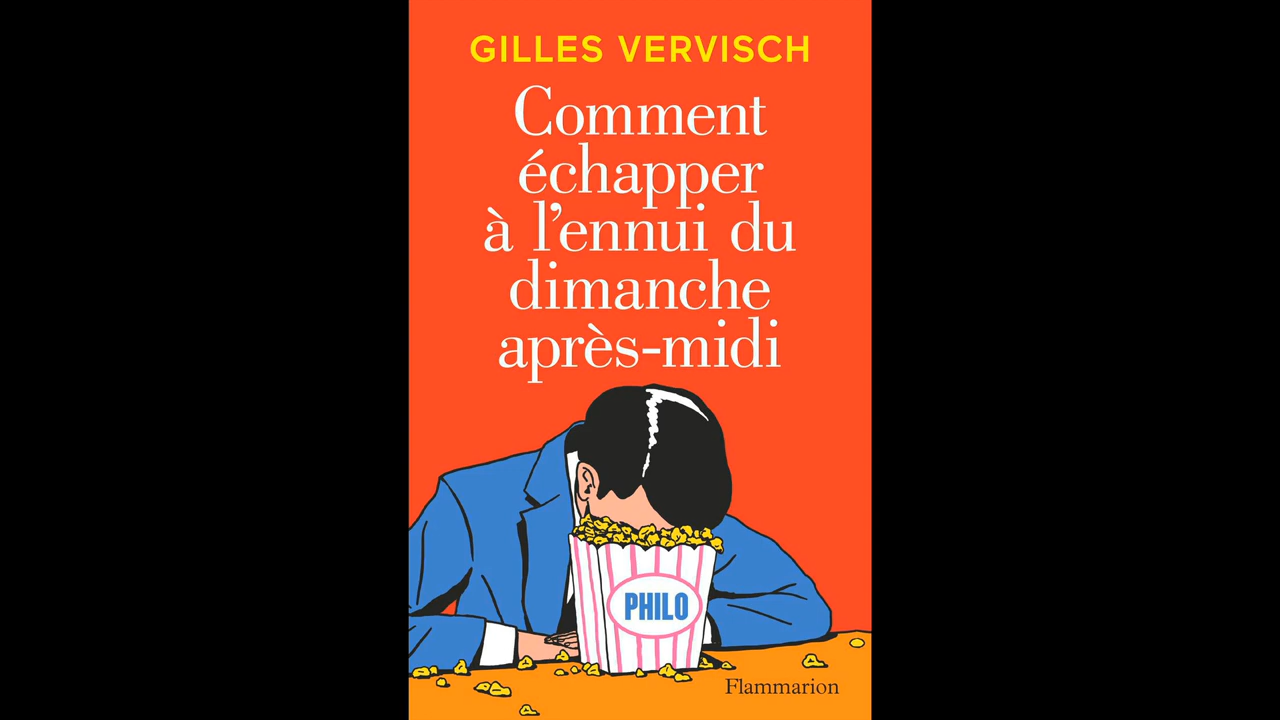 GILLES VERVISCH
Comment
échapper
à l'ennui du
dimanche
après-midi
PHILO
Flammarion